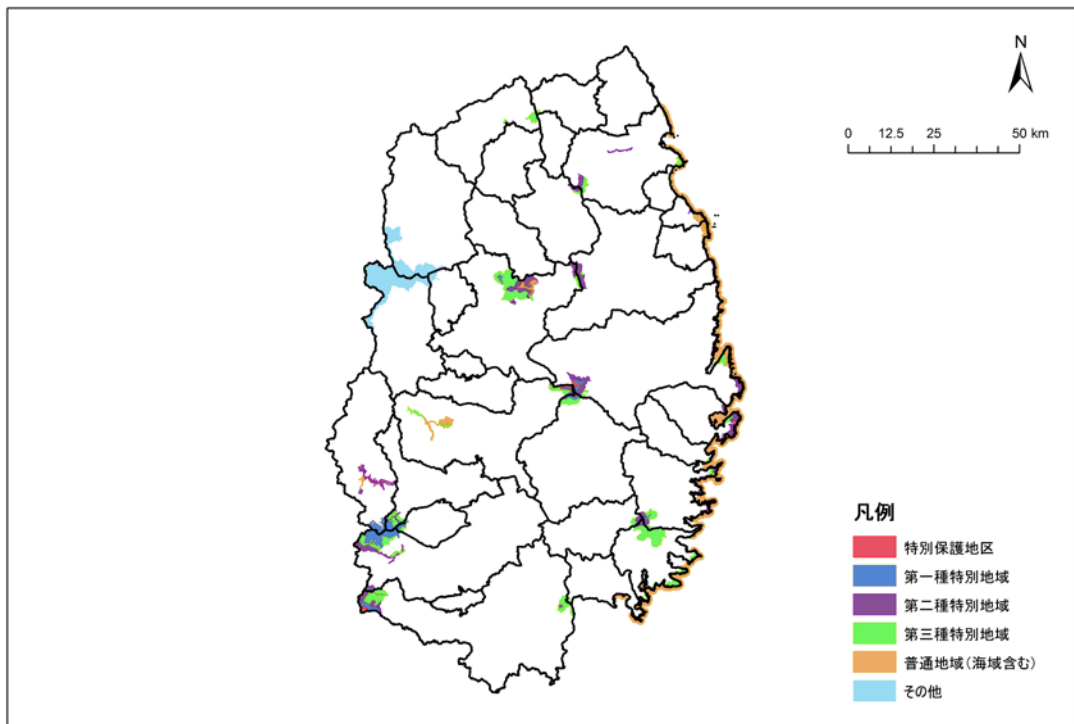 N
0 12.5 25 50 km
凡例
特別保護地区
第一種特別地域
第二種特別地域
第三種特別地域
普通地域(海域含む)
その他